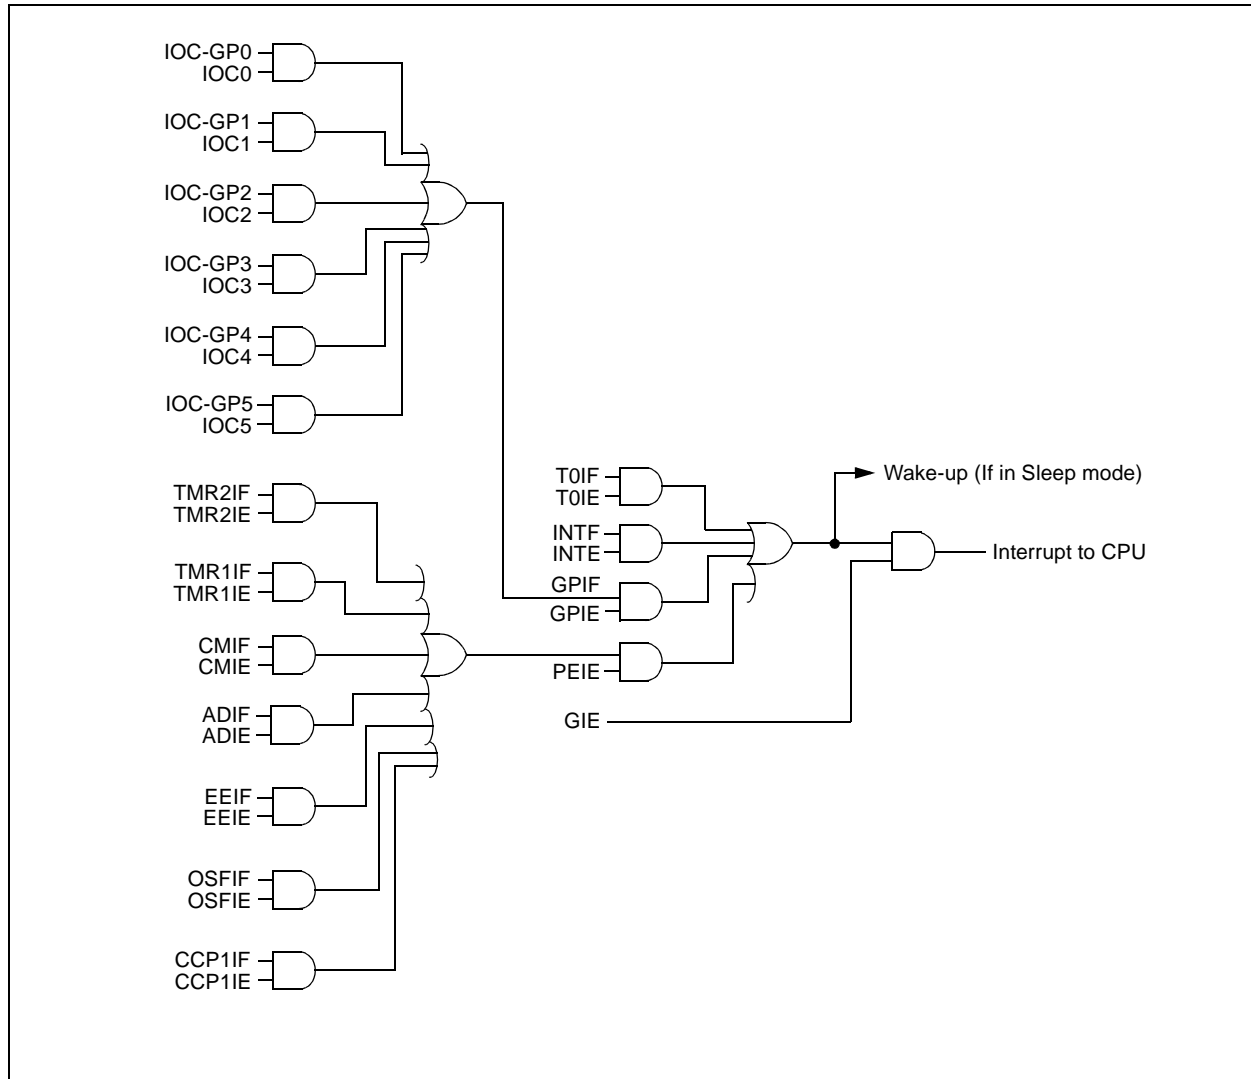 IOC-GP0
IOC0
IOC-GP1
IOC1
IOC-GP2
IOC2
IOC-GP3
IOC3
IOC-GP4
IOC4
IOC-GP5
IOC5
TMR2IF
TMR2IE
TMR1IF
TMR1IE
CMIF
CMIE
ADIF
ADIE
EEIF
EEIE
OSFIF
OSFIE
CCP1IF
CCP1IE
T0IF
T0IE
INTF
INTE
GPIF
GPIE
PEIE
GIE
Wake-up (If in Sleep mode)
Interrupt to CPU